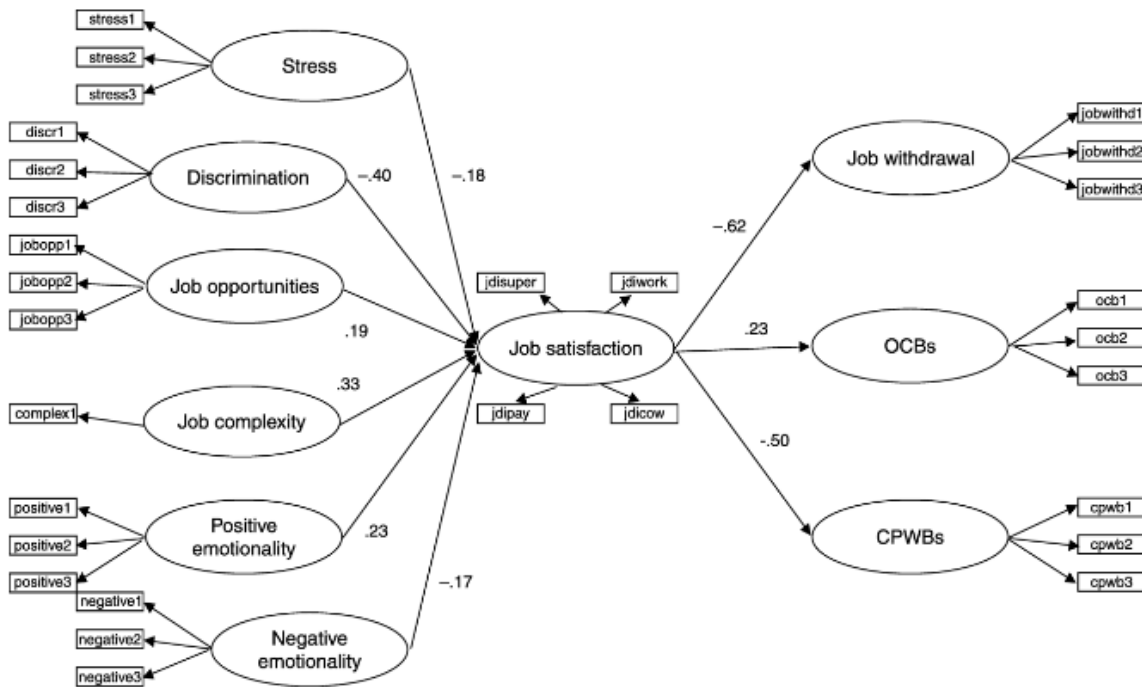 stress1
stress2
stress3
Stress
discr1
discr2
discr3
Discrimination
–.40
–.18
jobopp1
jobopp2
jobopp3
Job opportunities
.19
complex1
Job complexity
.33
positive1
positive2
positive3
Positive
emotionality
.23
negative1
negative2
negative3
Negative
emotionality
–.17
jdisuper
jdiwork
Job satisfaction
jdipay
jdicow
–.62
.23
-.50
Job withdrawal
jobwithd1
jobwithd2
jobwithd3
OCBs
ocb1
ocb2
ocb3
CPWBs
cpwb1
cpwb2
cpwb3